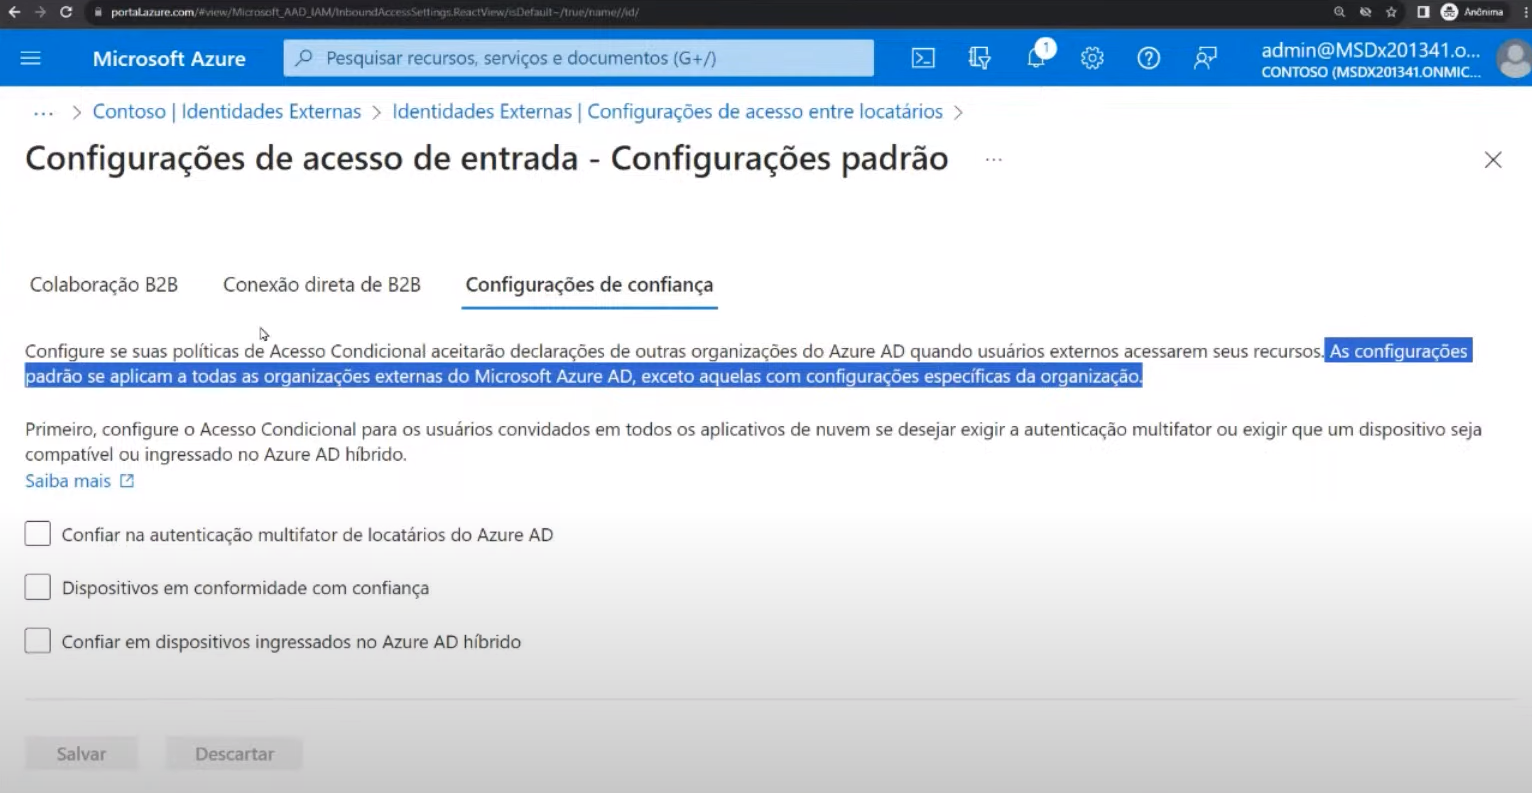 portal.azure.com/#view/Microsoft_AAD_IAM/InboundAccessSettings.ReactView/isDefault~/true/name//id/
Anônima
Microsoft Azure
Pesquisar recursos, serviços e documentos (G+/)
1
admin@MSDx201341.o...
CONTOSO (MSDX201341.ONMIC...
... > Contoso | Identidades Externas > Identidades Externas | Configurações de acesso entre locatários >
Configurações de acesso de entrada - Configurações padrão ...
Colaboração B2B
Conexão direta de B2B
Configurações de confiança
Configure se suas políticas de Acesso Condicional aceitarão declarações de outras organizações do Azure AD quando usuários externos acessarem seus recursos. As configurações
padrão se aplicam a todas as organizações externas do Microsoft Azure AD, exceto aquelas com configurações específicas da organização.
Primeiro, configure o Acesso Condicional para os usuários convidados em todos os aplicativos de nuvem se desejar exigir a autenticação multifator ou exigir que um dispositivo seja
compatível ou ingressado no Azure AD híbrido.
Saiba mais
Confiar na autenticação multifator de locatários do Azure AD
Dispositivos em conformidade com confiança
Confiar em dispositivos ingressados no Azure AD híbrido
Salvar
Descartar